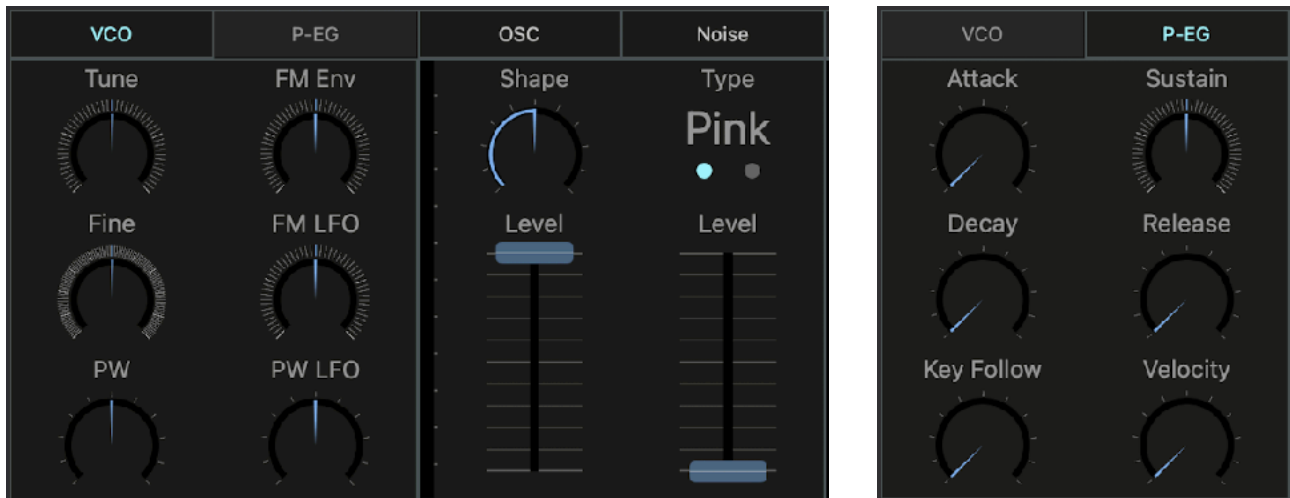 VCO P-EG OSC Noise
Tune FM Env Shape Type
Pink
Fine FM LFO Level Level
PW PW LFO
VCO P-EG
Attack Sustain
Decay Release
Key Follow Velocity